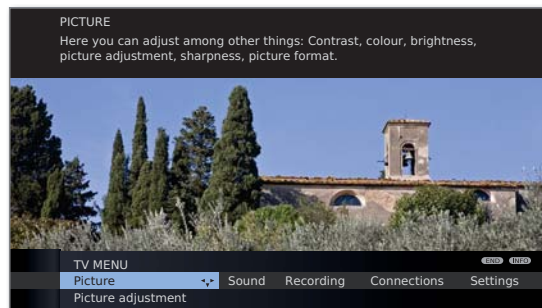 PICTURE
Here you can adjust among other things: Contrast, colour, brightness,
picture adjustment, sharpness, picture format.
TV MENU
END INFO
Picture Sound Recording Connections Settings
Picture adjustment